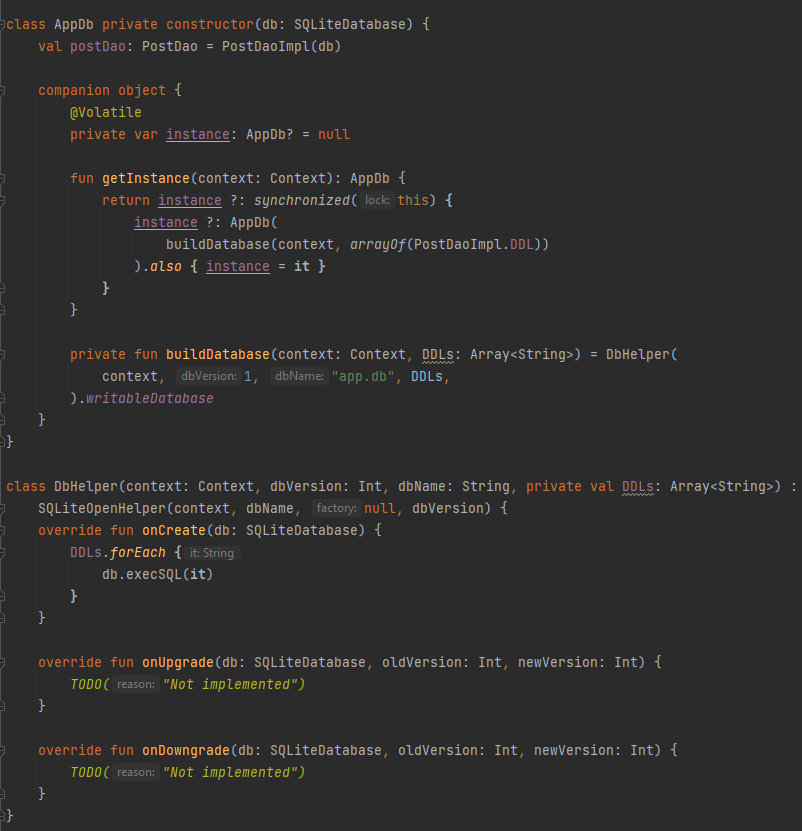 class AppDb private constructor(db: SQLiteDatabase) {
    val postDao: PostDao = PostDaoImpl(db)

    companion object {
        @Volatile
        private var instance: AppDb? = null

        fun getInstance(context: Context): AppDb {
            return instance ?: synchronized( lock: this) {
                instance ?: AppDb(
                    buildDatabase(context, arrayOf(PostDaoImpl.DDL))
                ).also { instance = it }
            }
        }

        private fun buildDatabase(context: Context, DDLs: Array<String>) = DbHelper(
            context, dbVersion: 1, dbName: "app.db", DDLs,
        ).writableDatabase
    }
}

class DbHelper(context: Context, dbVersion: Int, dbName: String, private val DDLs: Array<String>) :
    SQLiteOpenHelper(context, dbName, factory: null, dbVersion) {
    override fun onCreate(db: SQLiteDatabase) {
        DDLs.forEach { it: String
            db.execSQL(it)
        }
    }

    override fun onUpgrade(db: SQLiteDatabase, oldVersion: Int, newVersion: Int) {
        TODO( reason: "Not implemented")
    }

    override fun onDowngrade(db: SQLiteDatabase, oldVersion: Int, newVersion: Int) {
        TODO( reason: "Not implemented")
    }
}